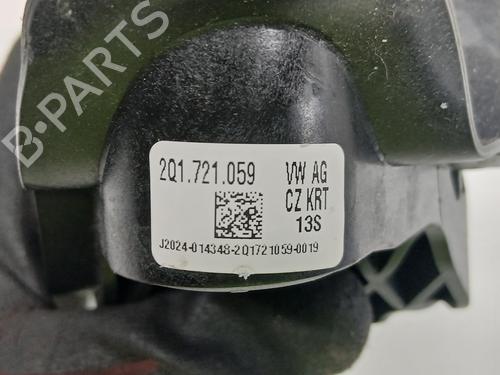 B-PARTS
2Q1.721.059 VW AG
CZ KRT
13S
J2024-014348-2Q1721059-0019